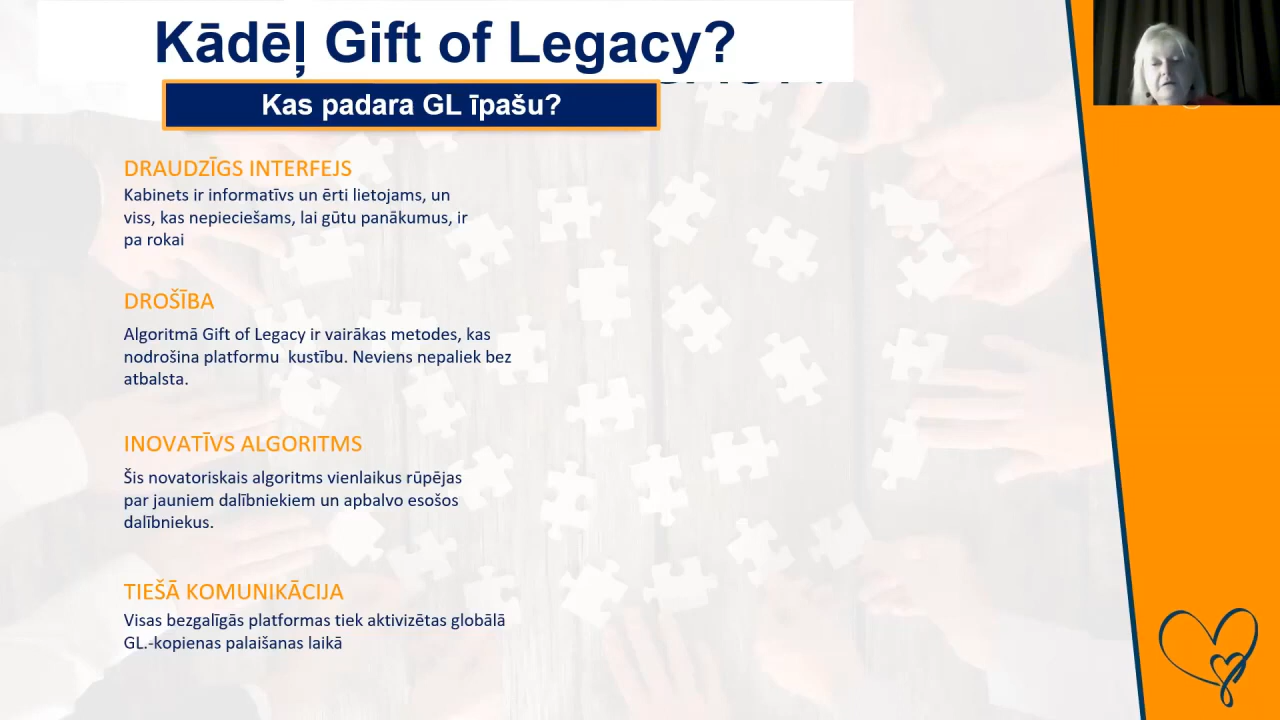 Kādēļ Gift of Legacy?
Kas padara GL īpašu?
DRAUDZĪGS INTERFEJS
Kabinets ir informatīvs un ērti lietojams, un
viss, kas nepieciešams, lai gūtu panākumus, ir
pa rokai
DROŠĪBA
Algoritmā Gift of Legacy ir vairākas metodes, kas
nodrošina platformu kustību. Neviens nepaliek bez
atbalsta.
INOVATĪVS ALGORITMS
Šis novatoriskais algoritms vienlaikus rūpējas
par jauniem dalībniekiem un apbalvo esošos
dalībniekus.
TIEŠĀ KOMUNIKĀCIJA
Visas bezgalīgās platformas tiek aktivizētas globālā
GL.-kopienas palaišanas laikā